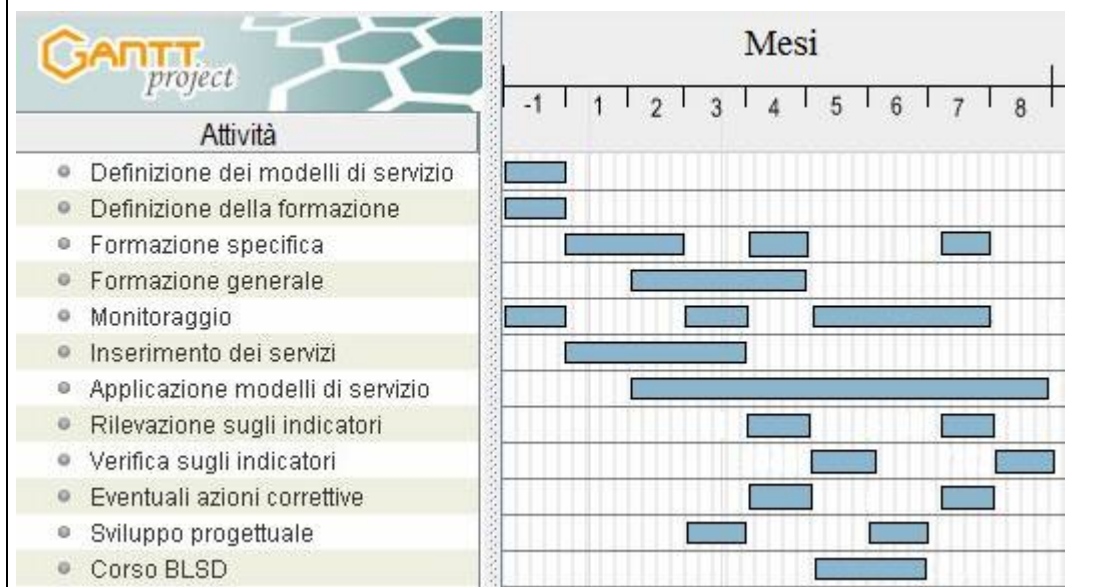 GANTT
project
Mesi
-1 1 2 3 4 5 6 7 8
Attività
Definizione dei modelli di servizio
Definizione della formazione
Formazione specifica
Formazione generale
Monitoraggio
Inserimento dei servizi
Applicazione modelli di servizio
Rilevazione sugli indicatori
Verifica sugli indicatori
Eventuali azioni correttive
Sviluppo progettuale
Corso BLSD